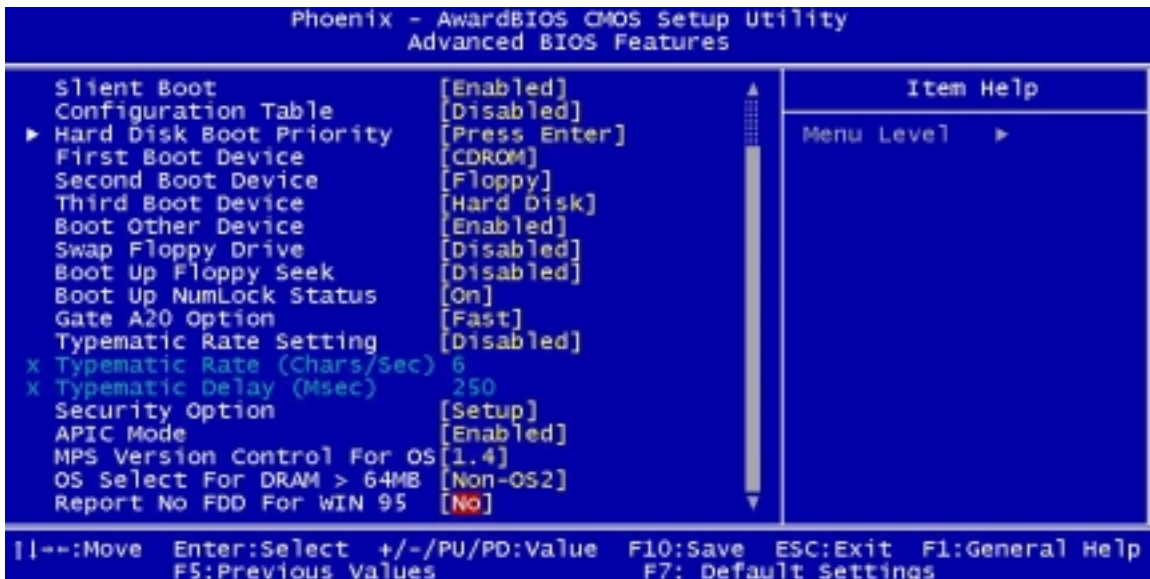 Phoenix - AwardBIOS CMOS Setup Utility
Advanced BIOS Features
Slient Boot [Enabled]
Configuration Table [Disabled]
► Hard Disk Boot Priority [Press Enter]
First Boot Device [CDROM]
Second Boot Device [Floppy]
Third Boot Device [Hard Disk]
Boot Other Device [Enabled]
Swap Floppy Drive [Disabled]
Boot Up Floppy Seek [Disabled]
Boot Up NumLock Status [On]
Gate A20 Option [Fast]
Typematic Rate Setting [Disabled]
x Typematic Rate (Chars/Sec) 6
x Typematic Delay (Msec) 250
Security Option [Setup]
APIC Mode [Enabled]
MPS Version Control For OS[1.4]
OS Select For DRAM > 64MB [Non-OS2]
Report No FDD For WIN 95 [No]
Item Help
Menu Level ►
↑↓→←:Move Enter:Select +/-/PU/PD:Value F10:Save ESC:Exit F1:General Help
F5:Previous Values F7: Default Settings